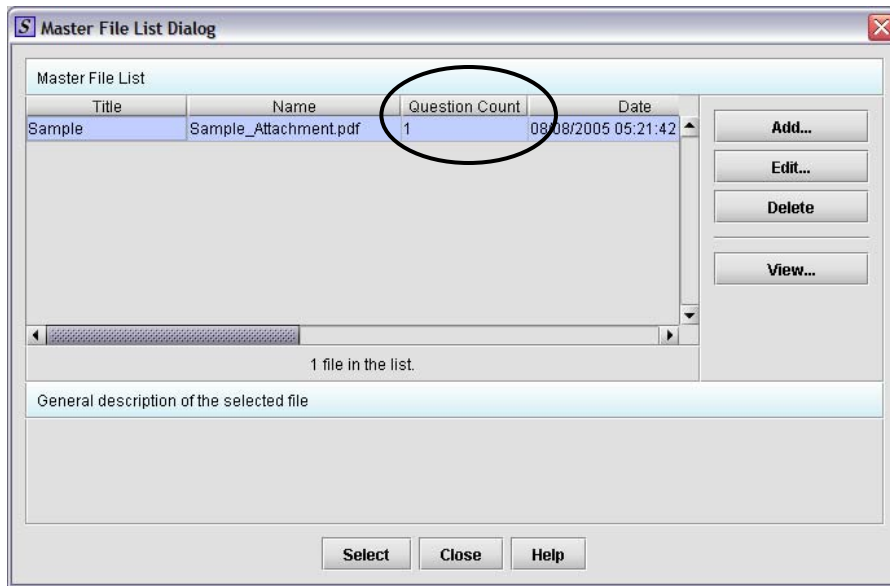 S Master File List Dialog
Master File List
Title Name Question Count Date
Sample Sample_Attachment.pdf 1 08/08/2005 05:21:42
Add...
Edit...
Delete
View...
1 file in the list.
General description of the selected file
Select Close Help